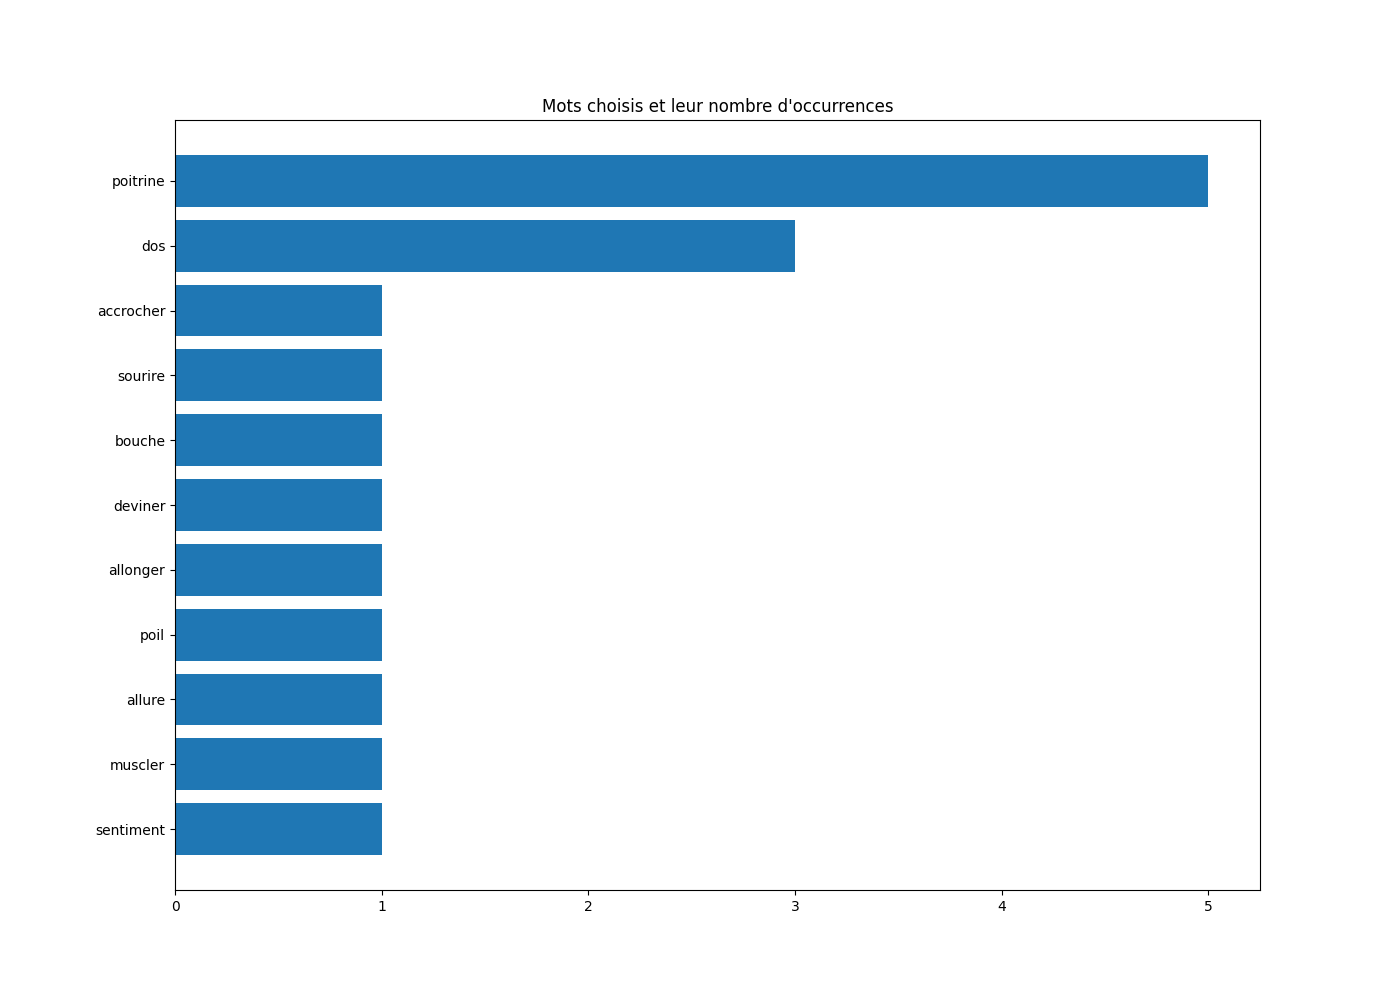 Mots choisis et leur nombre d'occurrences
poitrine
dos
accrocher
sourire
bouche
deviner
allonger
poil
allure
muscler
sentiment
0 1 2 3 4 5